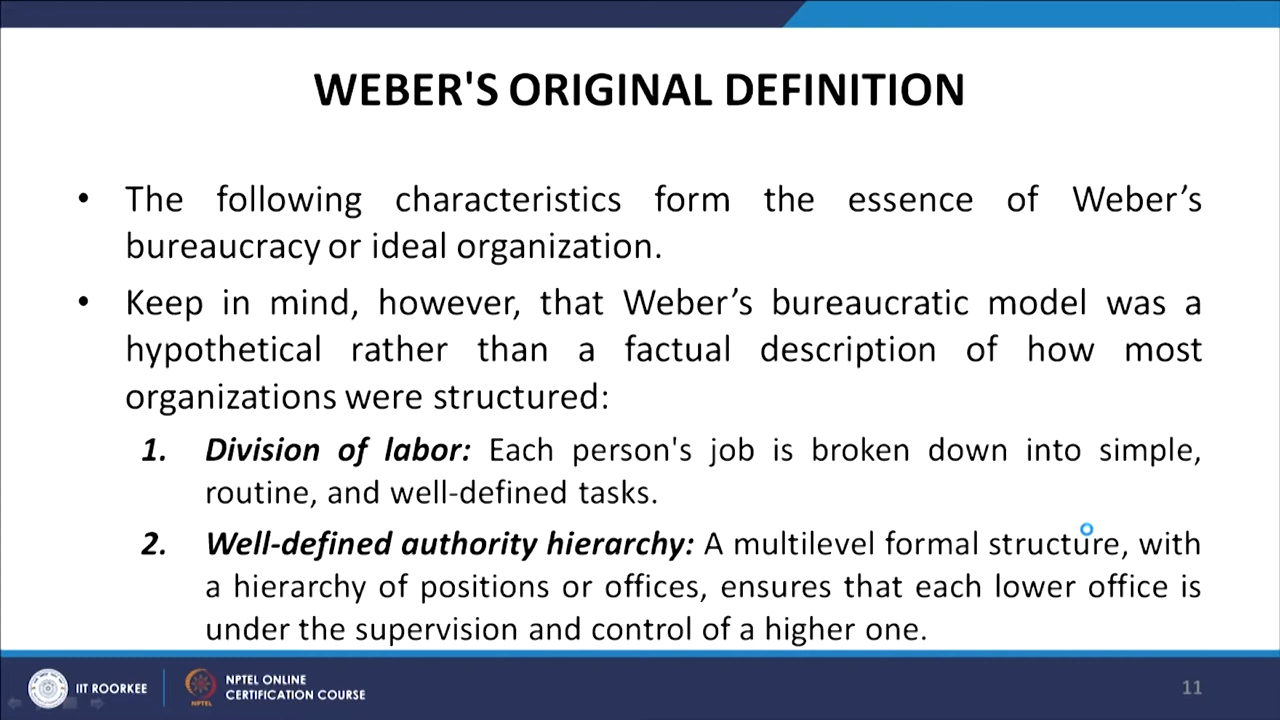 WEBER'S ORIGINAL DEFINITION
• The following characteristics form the essence of Weber’s
bureaucracy or ideal organization.
• Keep in mind, however, that Weber’s bureaucratic model was a
hypothetical rather than a factual description of how most
organizations were structured:
1. Division of labor: Each person's job is broken down into simple,
routine, and well-defined tasks.
2. Well-defined authority hierarchy: A multilevel formal structure, with
a hierarchy of positions or offices, ensures that each lower office is
under the supervision and control of a higher one.
IIT ROORKEE
NPTEL
NPTEL ONLINE
CERTIFICATION COURSE
11